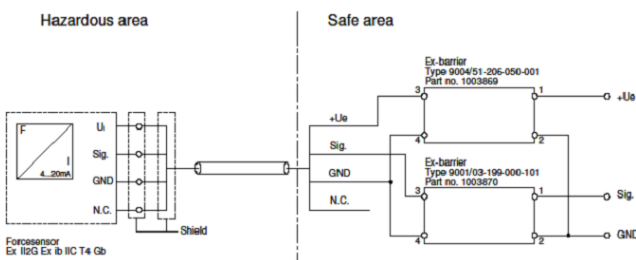 Hazardous area
Safe area
Ex-barrier
Type 9004/51-206-050-001
Part no. 1003869
3
1
+Ue
4
2
F
I
4...20mA
Ui
Sig.
GND
N.C.
Shield
+Ue
Sig.
GND
N.C.
Ex-barrier
Type 9001/03-199-000-101
Part no. 1003870
3
1
Sig.
4
2
GND
Forcesensor
Ex II2G Ex ib IIC T4 Gb